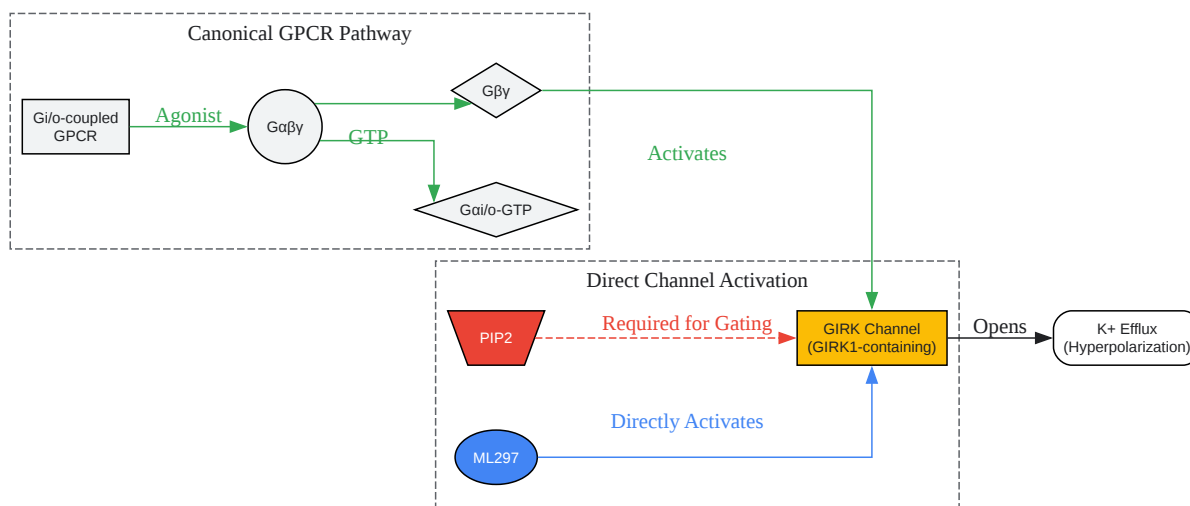 Canonical GPCR Pathway
Gi/o-coupled
GPCR
Agonist
Gαβγ
GTP
Gβγ
Gαi/o-GTP
Activates
Direct Channel Activation
PIP2
Required for Gating
GIRK Channel
(GIRK1-containing)
Opens
K+ Efflux
(Hyperpolarization)
Directly Activates
ML297